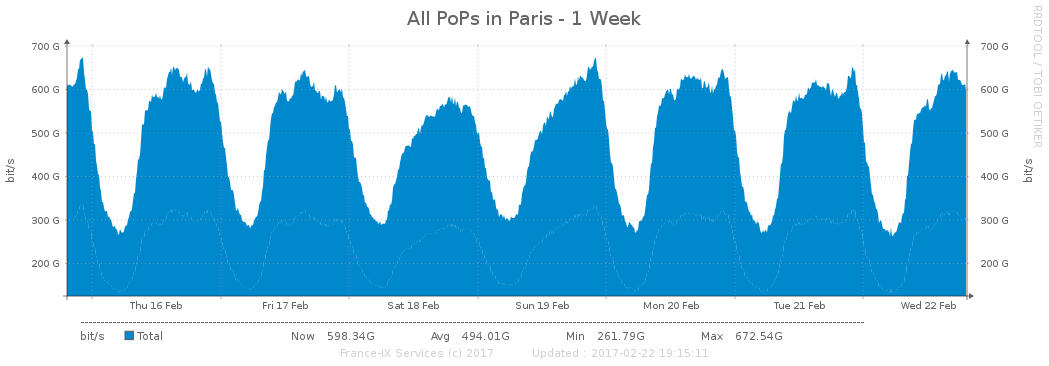 All PoPs in Paris - 1 Week
RRDTOOL / TOBI OETIKER
700 G 700 G
600 G 600 G
500 G 500 G
400 G 400 G
300 G 300 G
200 G 200 G
bit/s bit/s
Thu 16 Feb Fri 17 Feb Sat 18 Feb Sun 19 Feb Mon 20 Feb Tue 21 Feb Wed 22 Feb
bit/s Total Now 598.34G Avg 494.01G Min 261.79G Max 672.54G
France-IX Services (c) 2017 Updated : 2017-02-22 19:15:11